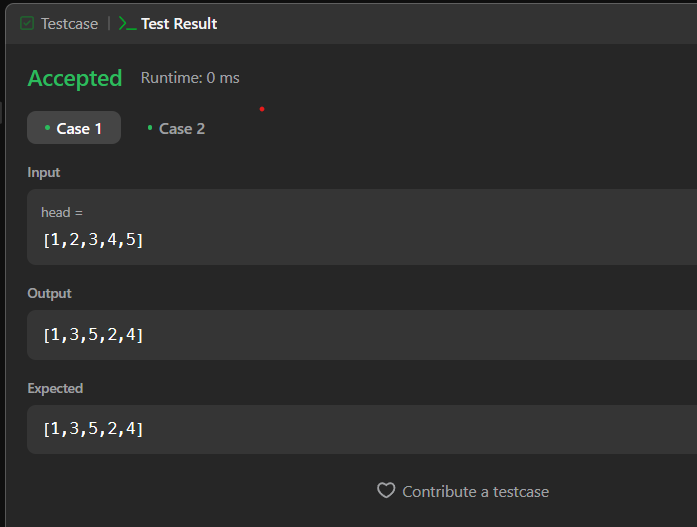 Testcase | >_ Test Result
Accepted Runtime: 0 ms
• Case 1 • Case 2
Input
head =
[1,2,3,4,5]
Output
[1,3,5,2,4]
Expected
[1,3,5,2,4]
Contribute a testcase